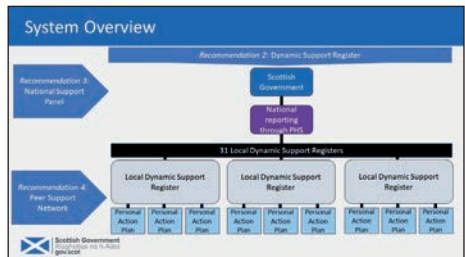 System Overview
Recommendation 2: Dynamic Support Register
Recommendation 3:
National Support
Panel
Scottish
Government
National
reporting
through PHS
31 Local Dynamic Support Registers
Recommendation 4:
Peer Support
Network
Local Dynamic Support
Register
Local Dynamic Support
Register
Local Dynamic Support
Register
Personal
Action
Plan
Personal
Action
Plan
Personal
Action
Plan
Personal
Action
Plan
Personal
Action
Plan
Personal
Action
Plan
Personal
Action
Plan
Personal
Action
Plan
Personal
Action
Plan
Scottish Government
Riaghaltas na h-Alba
gov.scot